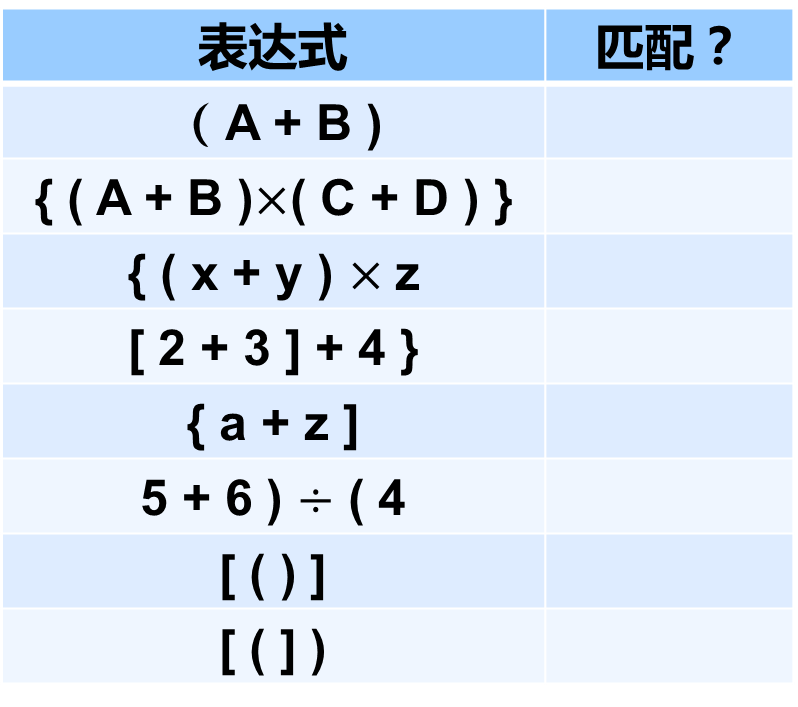 表达式 匹配？
( A + B )
{ ( A + B )×( C + D ) }
{ ( x + y ) × z
[ 2 + 3 ] + 4 }
{ a + z ]
5 + 6 ) ÷ ( 4
[ ( ) ]
[ ( ] )